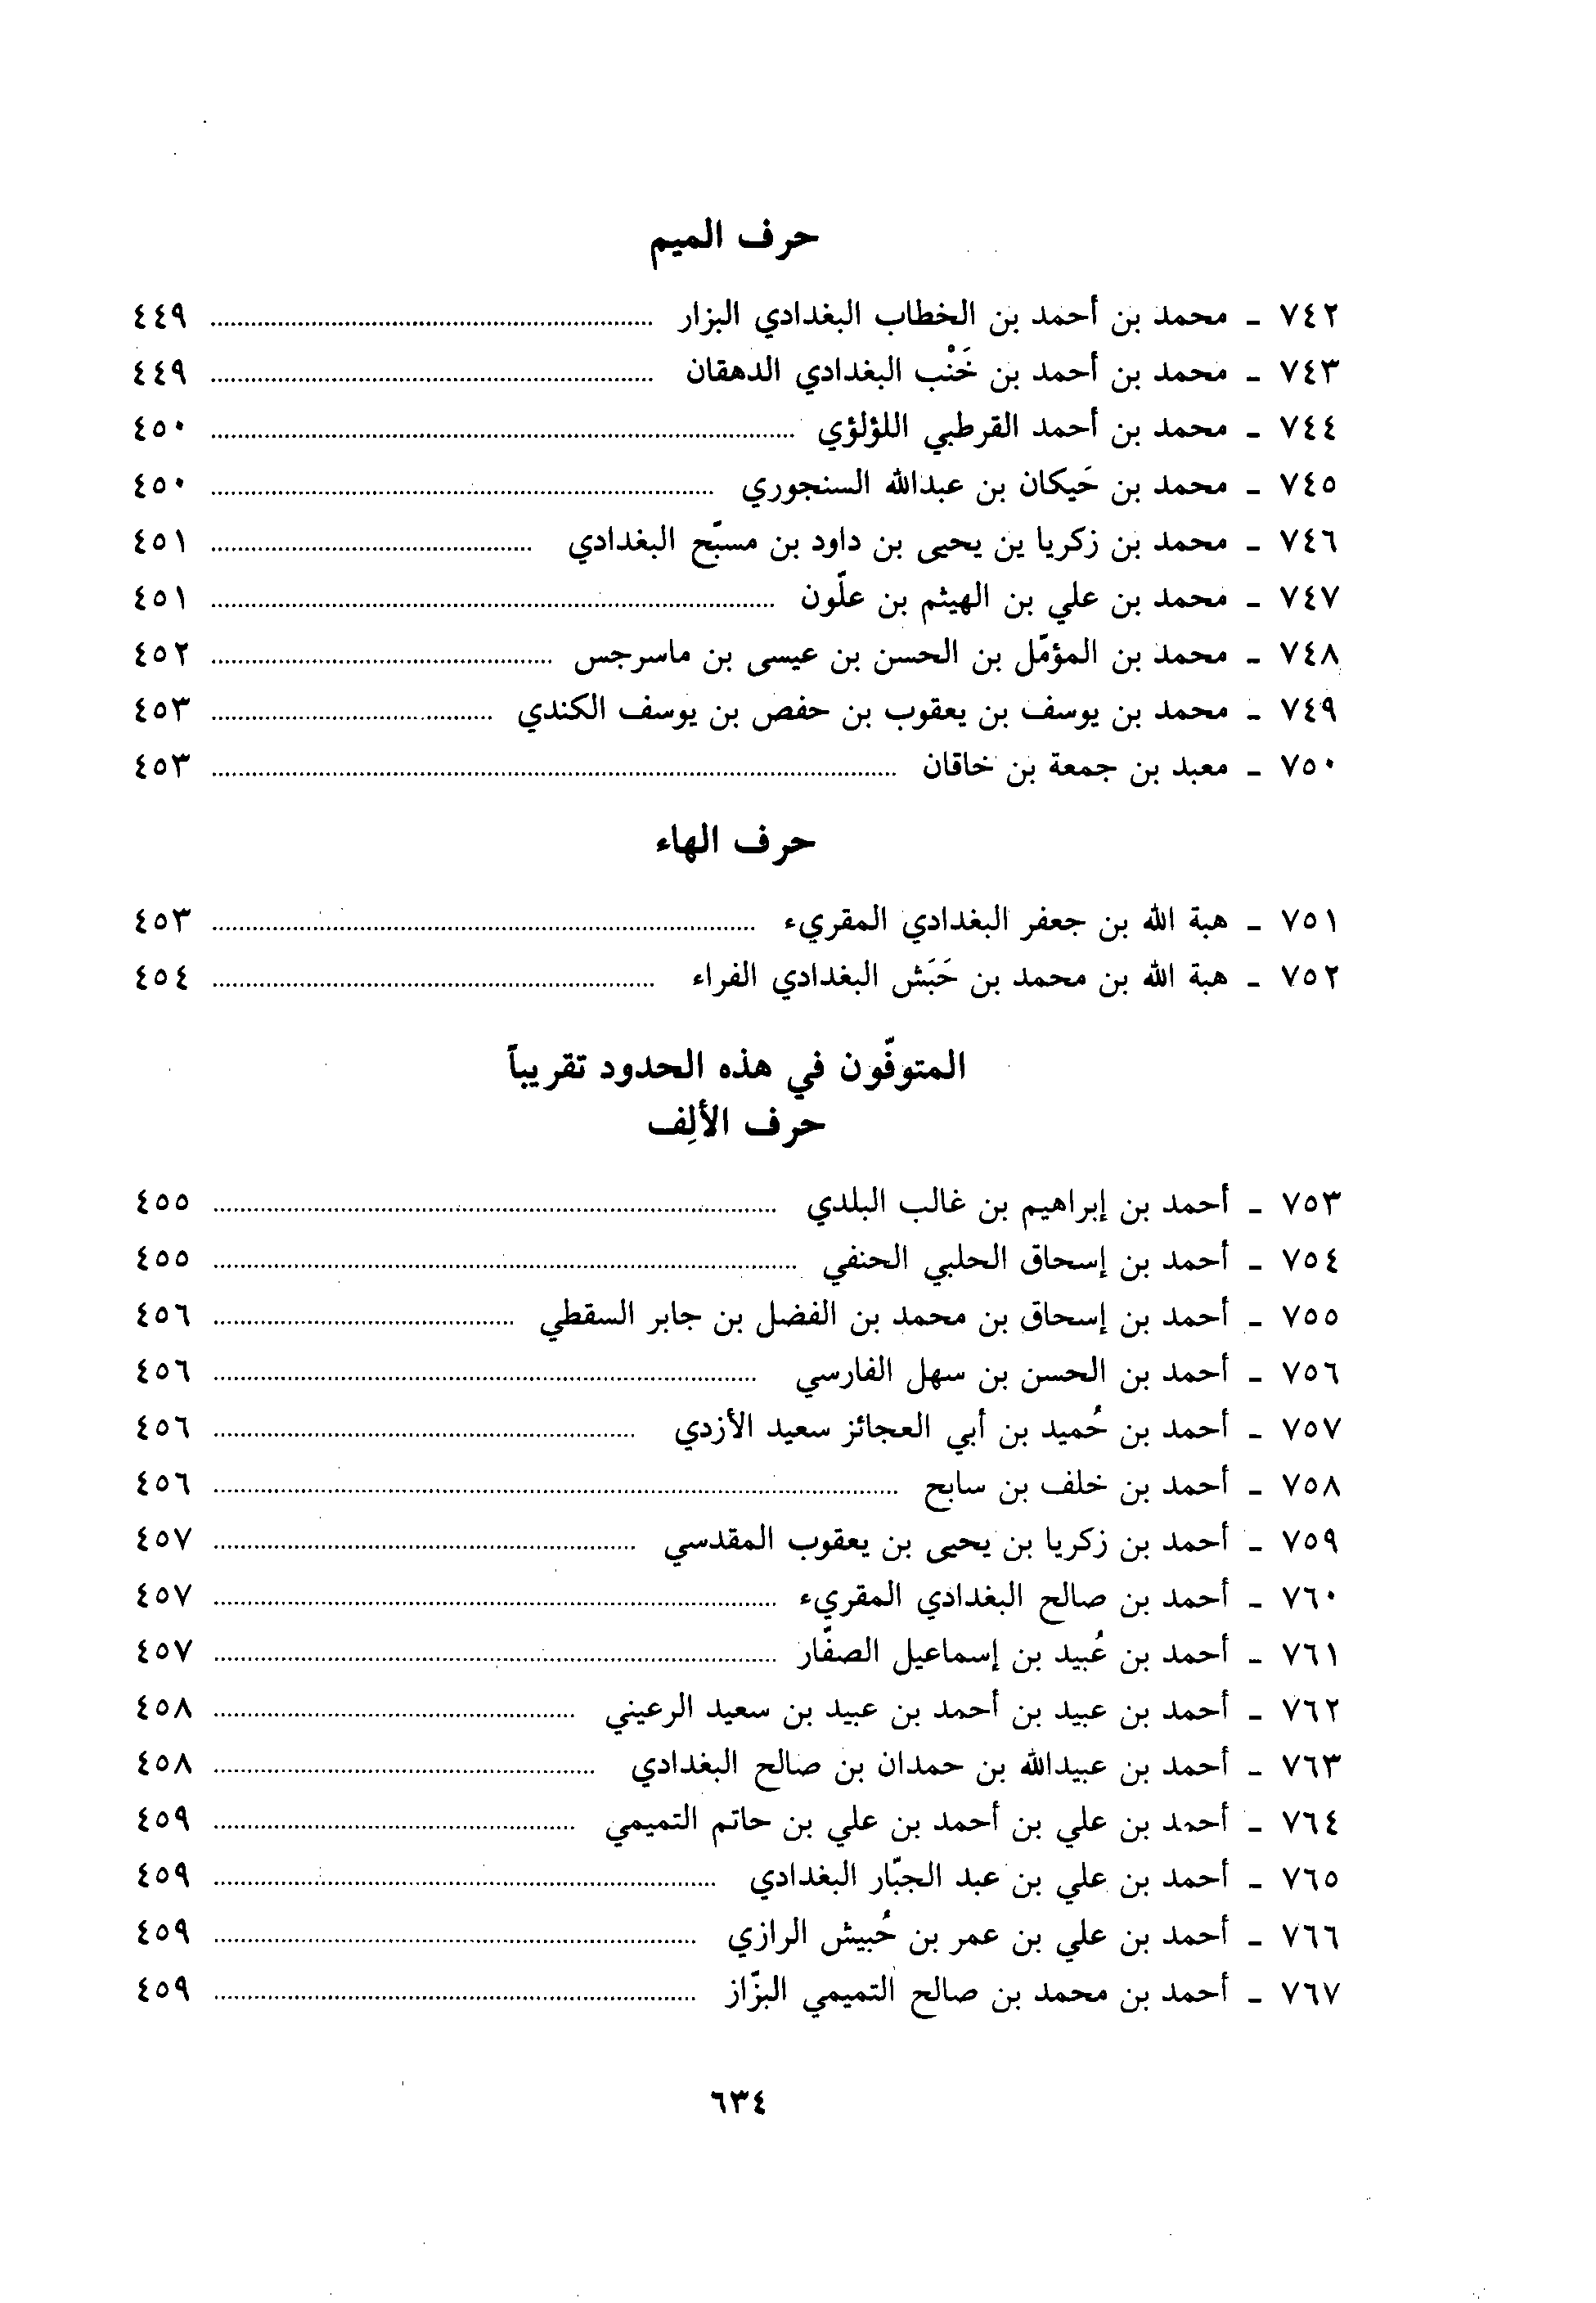 حرف الميم
٧٤٢ ـ محمد بن أحمد بن الخطاب البغدادي البزار ........ ٤٤٩
٧٤٣ ـ محمد بن أحمد بن خَنْب البغدادي الدهقان ........ ٤٤٩
٧٤٤ ـ محمد بن أحمد القرطبي اللؤلؤي ........ ٤٥٠
٧٤٥ ـ محمد بن حَيكان بن عبدالله السنجوري ........ ٤٥٠
٧٤٦ ـ محمد بن زكريا ين يحيى بن داود بن مسبّح البغدادي ........ ٤٥١
٧٤٧ ـ محمد بن علي بن الهيثم بن علّون ........ ٤٥١
٧٤٨ ـ محمد بن المؤمّل بن الحسن بن عيسى بن ماسرجس ........ ٤٥٢
٧٤٩ ـ محمد بن يوسف بن يعقوب بن حفص بن يوسف الكندي ........ ٤٥٣
٧٥٠ ـ معبد بن جمعة بن خاقان ........ ٤٥٣
حرف الهاء
٧٥١ ـ هبة الله بن جعفر البغدادي المقريء ........ ٤٥٣
٧٥٢ ـ هبة الله بن محمد بن حَبَش البغدادي الفراء ........ ٤٥٤
المتوفّون في هذه الحدود تقريباً
حرف الألِف
٧٥٣ ـ أحمد بن إبراهيم بن غالب البلدي ........ ٤٥٥
٧٥٤ ـ أحمد بن إسحاق الحلبي الحنفي ........ ٤٥٥
٧٥٥ ـ أحمد بن إسحاق بن محمد بن الفضل بن جابر السقطي ........ ٤٥٦
٧٥٦ ـ أحمد بن الحسن بن سهل الفارسي ........ ٤٥٦
٧٥٧ ـ أحمد بن حُميد بن أبي العجائز سعيد الأزدي ........ ٤٥٦
٧٥٨ ـ أحمد بن خلف بن سابح ........ ٤٥٦
٧٥٩ ـ أحمد بن زكريا بن يحيى بن يعقوب المقدسي ........ ٤٥٧
٧٦٠ ـ أحمد بن صالح البغدادي المقريء ........ ٤٥٧
٧٦١ ـ أحمد بن عُبيد بن إسماعيل الصفّار ........ ٤٥٧
٧٦٢ ـ أحمد بن عبيد بن أحمد بن عبيد بن سعيد الرعيني ........ ٤٥٨
٧٦٣ ـ أحمد بن عبيدالله بن حمدان بن صالح البغدادي ........ ٤٥٨
٧٦٤ ـ أحمد بن علي بن أحمد بن علي بن حاتم التميمي ........ ٤٥٩
٧٦٥ ـ أحمد بن علي بن عبد الجبّار البغدادي ........ ٤٥٩
٧٦٦ ـ أحمد بن علي بن عمر بن حُبيش الرازي ........ ٤٥٩
٧٦٧ ـ أحمد بن محمد بن صالح التميمي البزّاز ........ ٤٥٩
٦٣٤